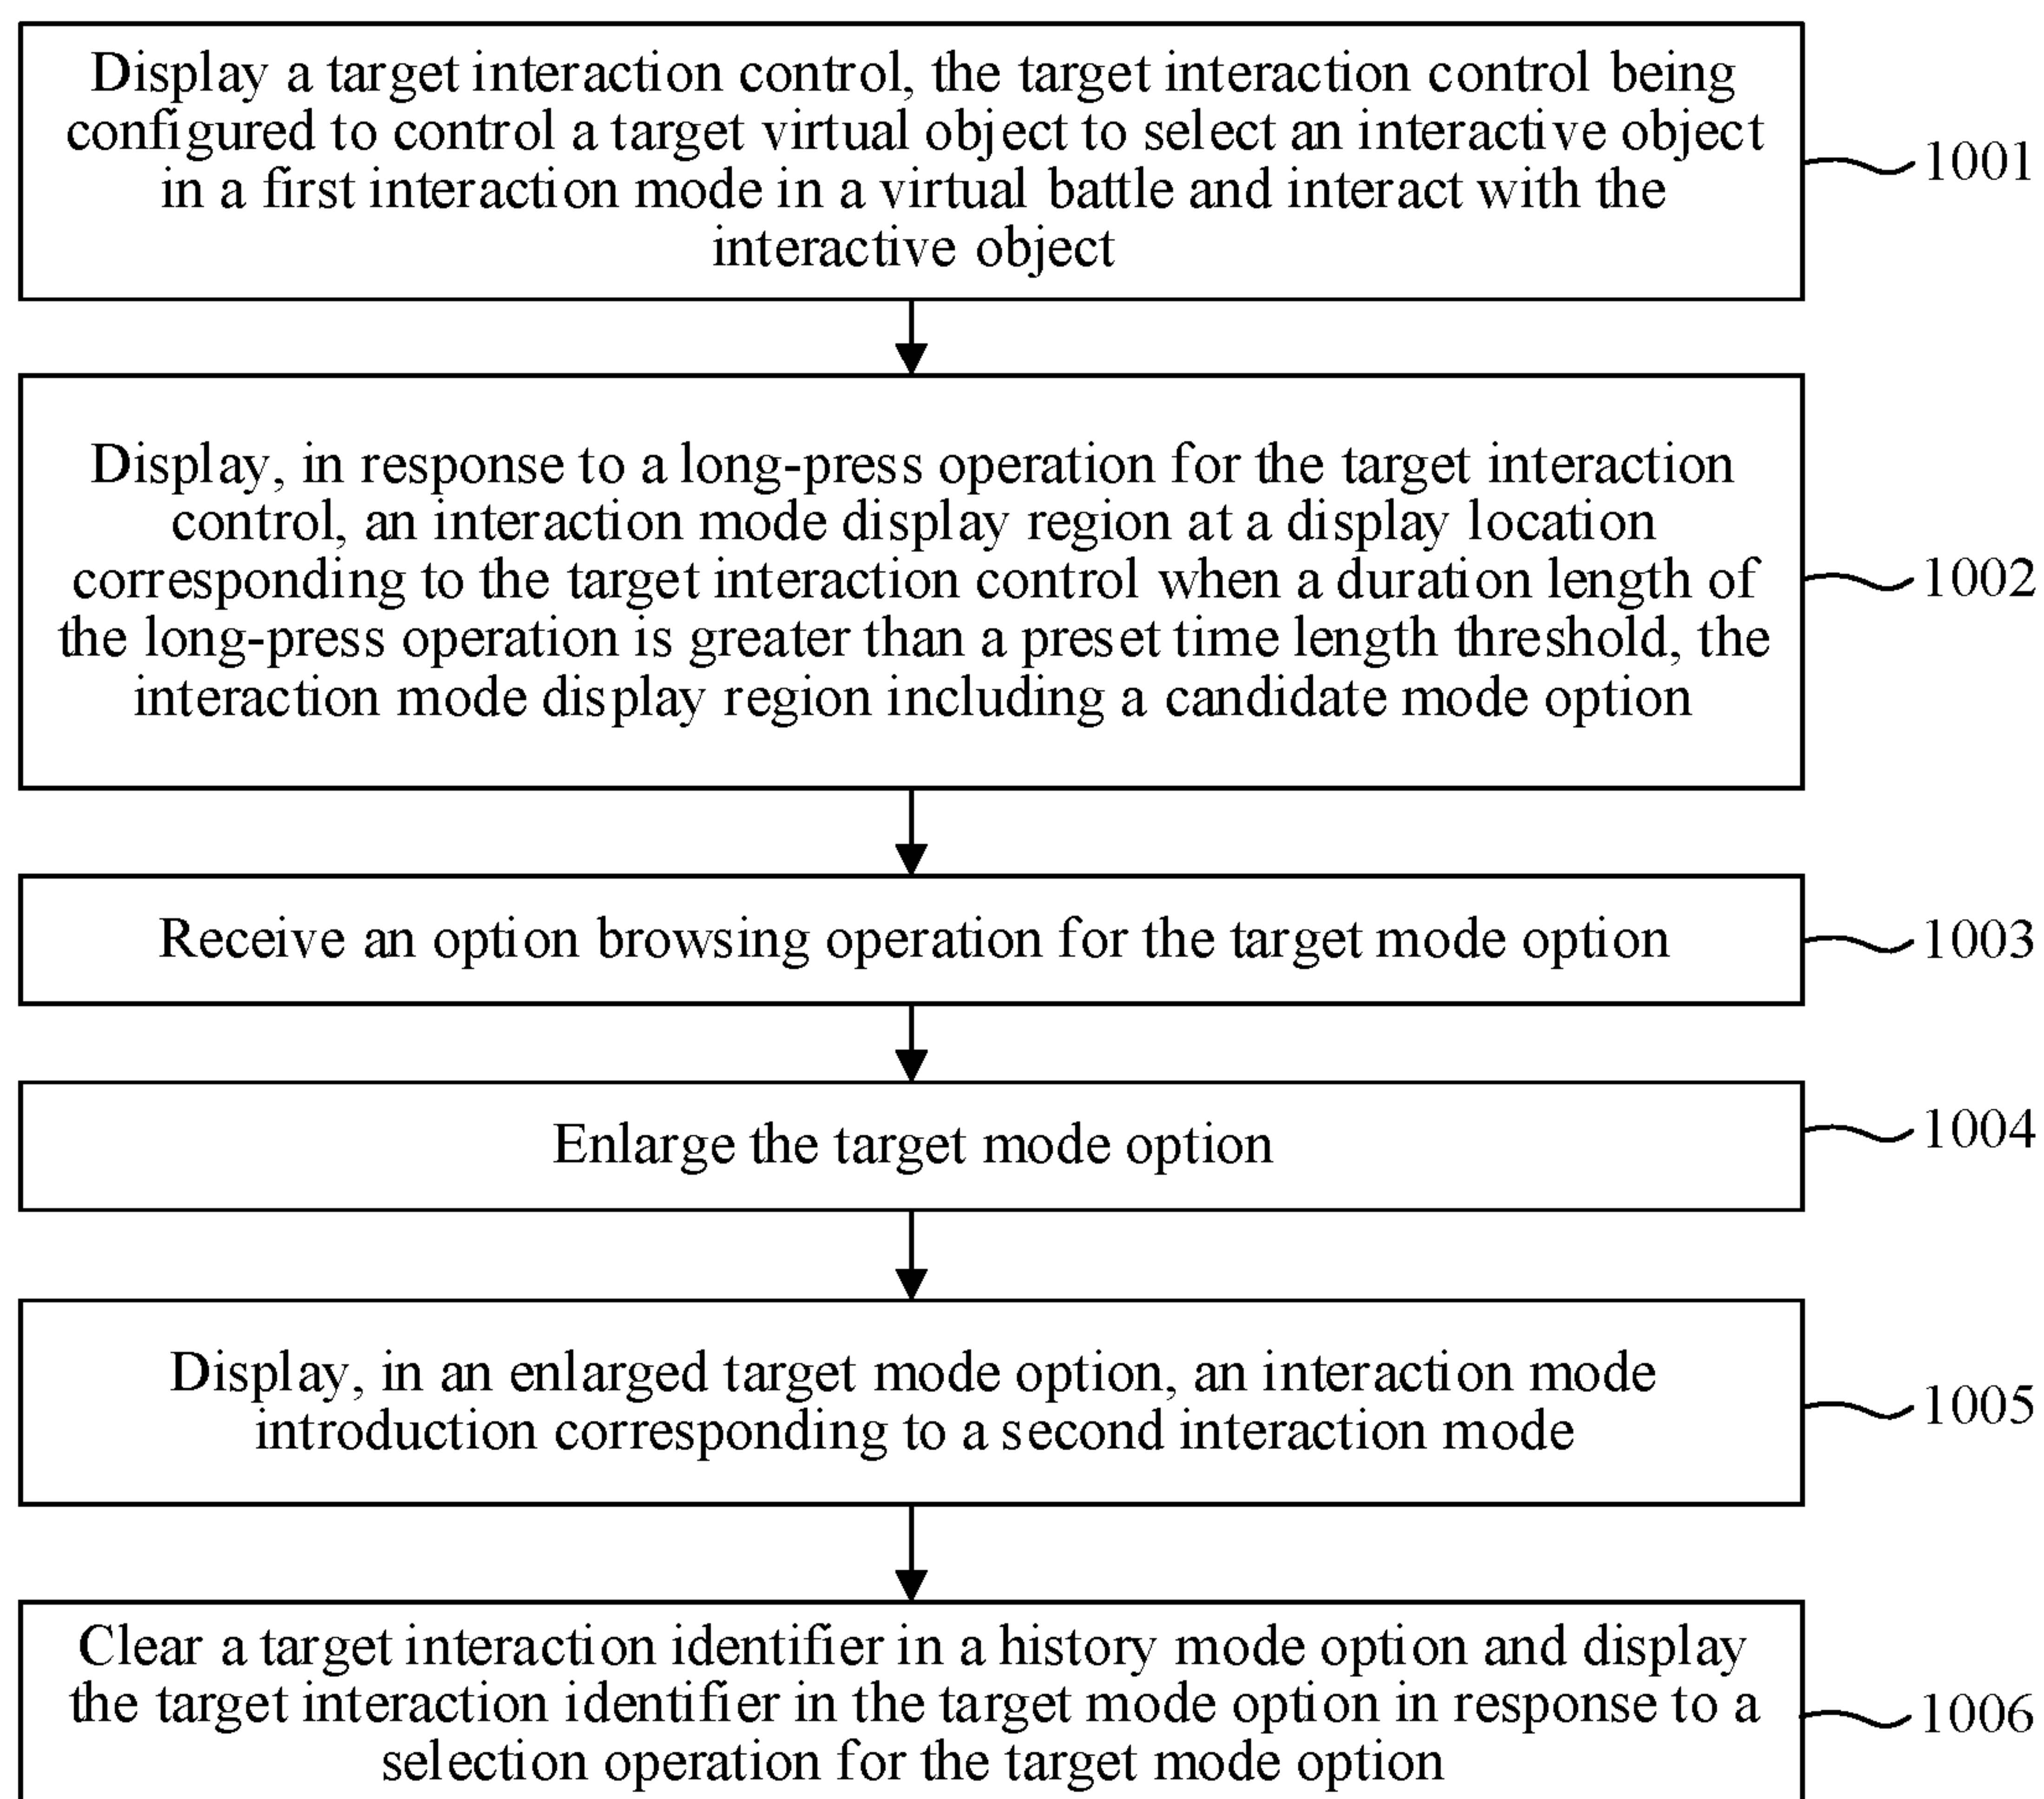 Display a target interaction control, the target interaction control being
configured to control a target virtual object to select an interactive object
in a first interaction mode in a virtual battle and interact with the
interactive object
1001
Display, in response to a long-press operation for the target interaction
control, an interaction mode display region at a display location
corresponding to the target interaction control when a duration length of
the long-press operation is greater than a preset time length threshold, the
interaction mode display region including a candidate mode option
1002
Receive an option browsing operation for the target mode option
1003
Enlarge the target mode option
1004
Display, in an enlarged target mode option, an interaction mode
introduction corresponding to a second interaction mode
1005
Clear a target interaction identifier in a history mode option and display
the target interaction identifier in the target mode option in response to a
selection operation for the target mode option
1006